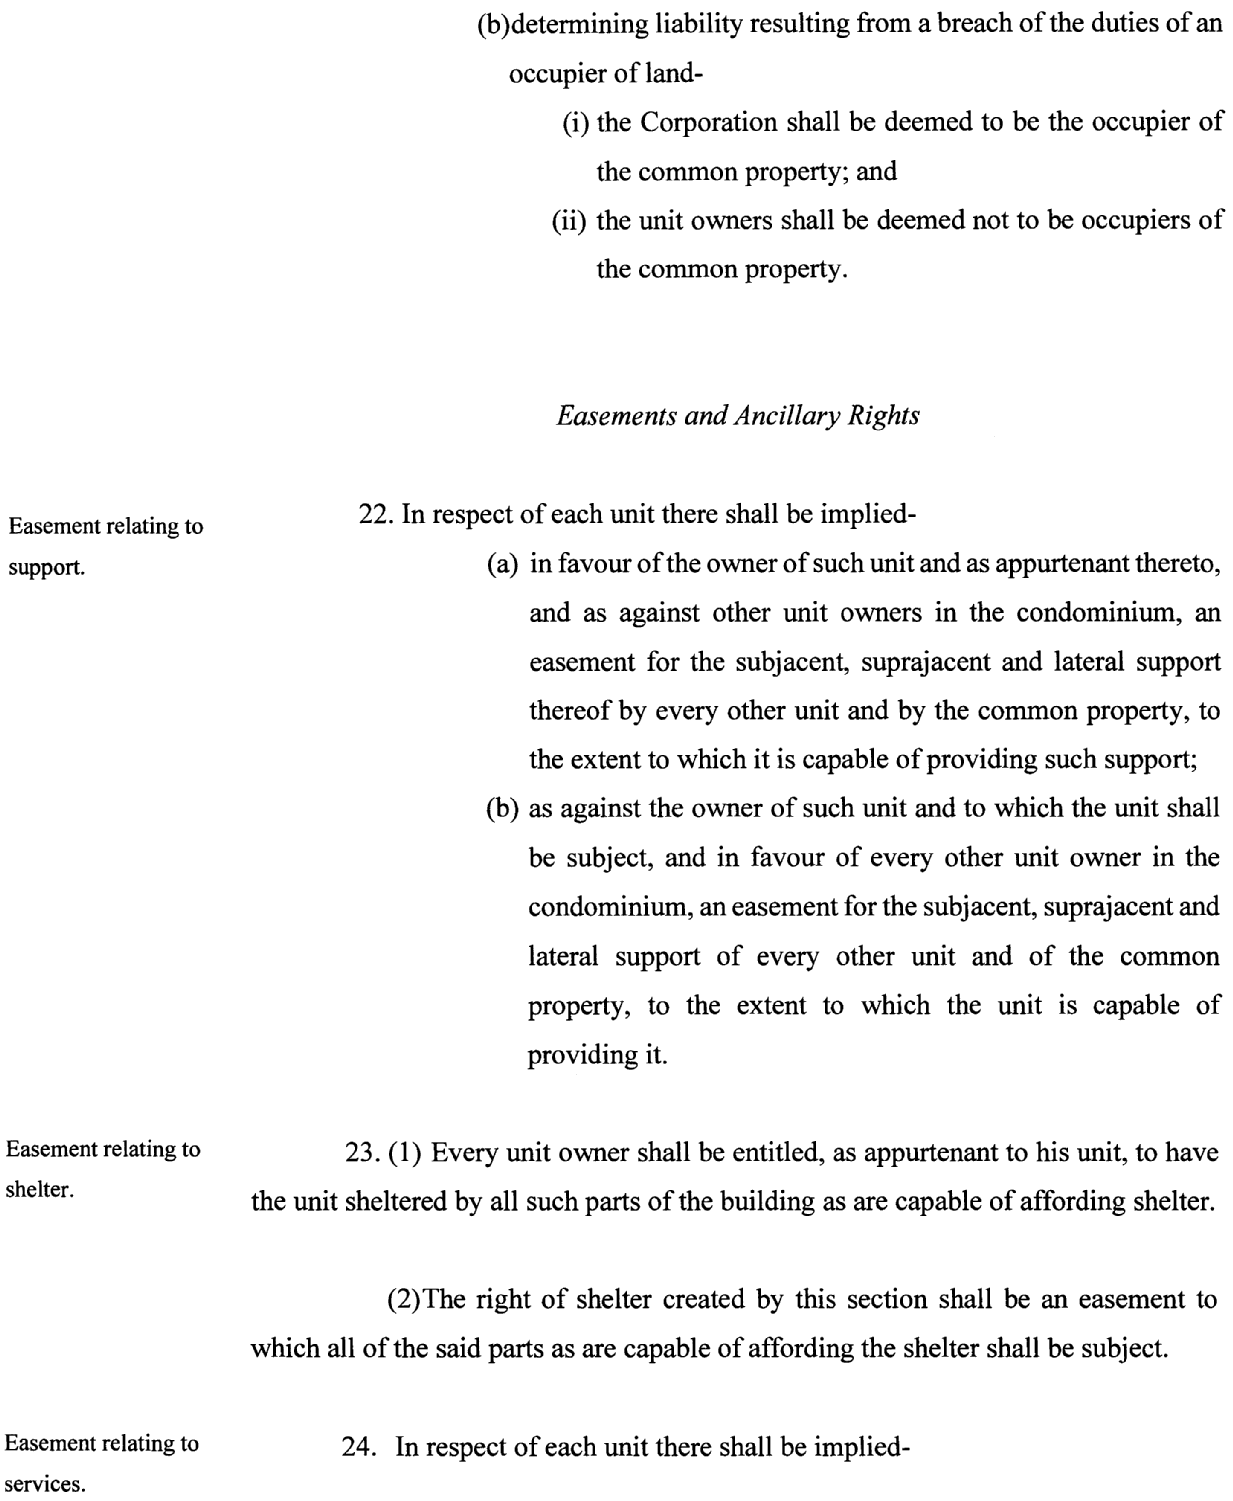 (b)determining liability resulting from a breach of the duties of an
occupier of land-
(i) the Corporation shall be deemed to be the occupier of
the common property; and
(ii) the unit owners shall be deemed not to be occupiers of
the common property.
Easements and Ancillary Rights
Easement relating to
support.
22. In respect of each unit there shall be implied-
(a) in favour of the owner of such unit and as appurtenant thereto,
and as against other unit owners in the condominium, an
easement for the subjacent, suprajacent and lateral support
thereof by every other unit and by the common property, to
the extent to which it is capable of providing such support;
(b) as against the owner of such unit and to which the unit shall
be subject, and in favour of every other unit owner in the
condominium, an easement for the subjacent, suprajacent and
lateral support of every other unit and of the common
property, to the extent to which the unit is capable of
providing it.
Easement relating to
shelter.
23. (1) Every unit owner shall be entitled, as appurtenant to his unit, to have
the unit sheltered by all such parts of the building as are capable of affording shelter.
(2)The right of shelter created by this section shall be an easement to
which all of the said parts as are capable of affording the shelter shall be subject.
Easement relating to
services.
24. In respect of each unit there shall be implied-